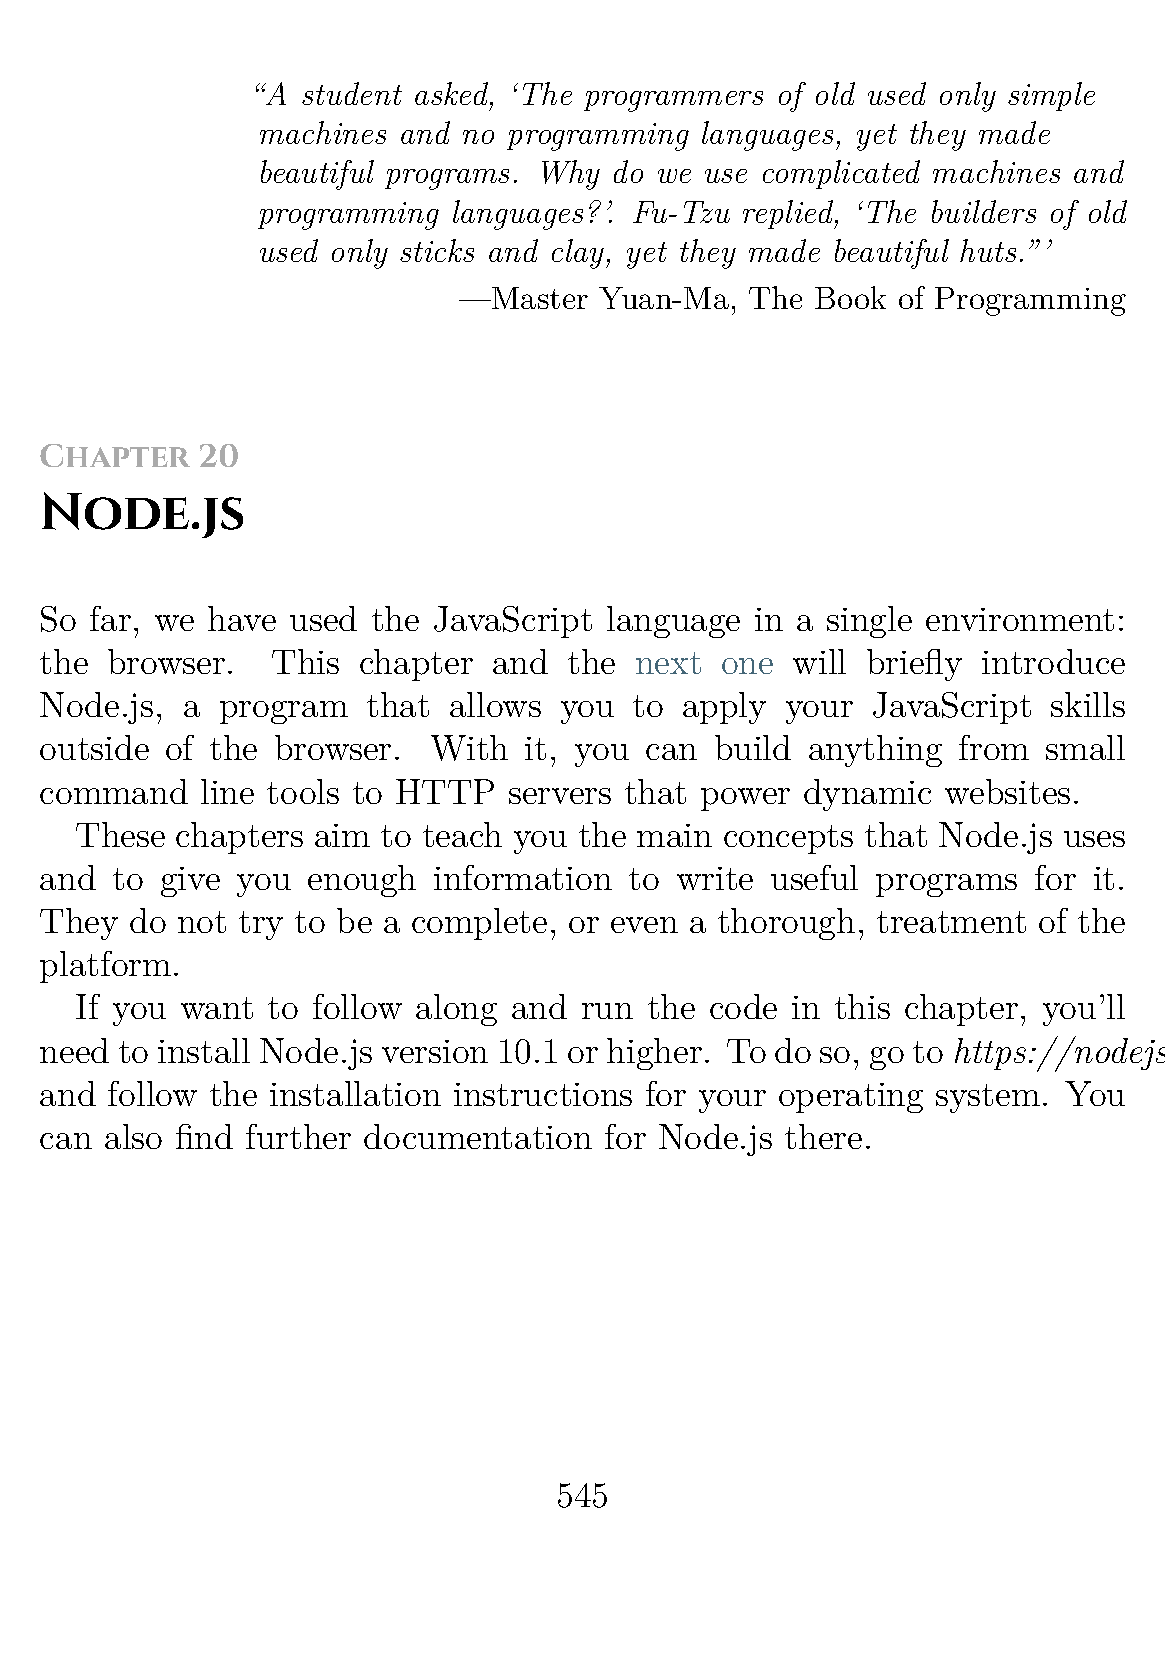 “A student asked, ‘The programmers of old used only simple
machines and no programming languages, yet they made
beautiful programs. Why do we use complicated machines and
programming languages?’. Fu-Tzu replied, ‘The builders of old
used only sticks and clay, yet they made beautiful huts.”’
—Master Yuan-Ma, The Book of Programming
Chapter 20
Node.js
So far, we have used the JavaScript language in a single environment:
the browser. This chapter and the next one will briefly introduce
Node.js, a program that allows you to apply your JavaScript skills
outside of the browser. With it, you can build anything from small
command line tools to HTTP servers that power dynamic websites.
These chapters aim to teach you the main concepts that Node.js uses
and to give you enough information to write useful programs for it.
They do not try to be a complete, or even a thorough, treatment of the
platform.
If you want to follow along and run the code in this chapter, you’ll
need to install Node.js version 10.1 or higher. To do so, go to https://nodejs
and follow the installation instructions for your operating system. You
can also find further documentation for Node.js there.
545